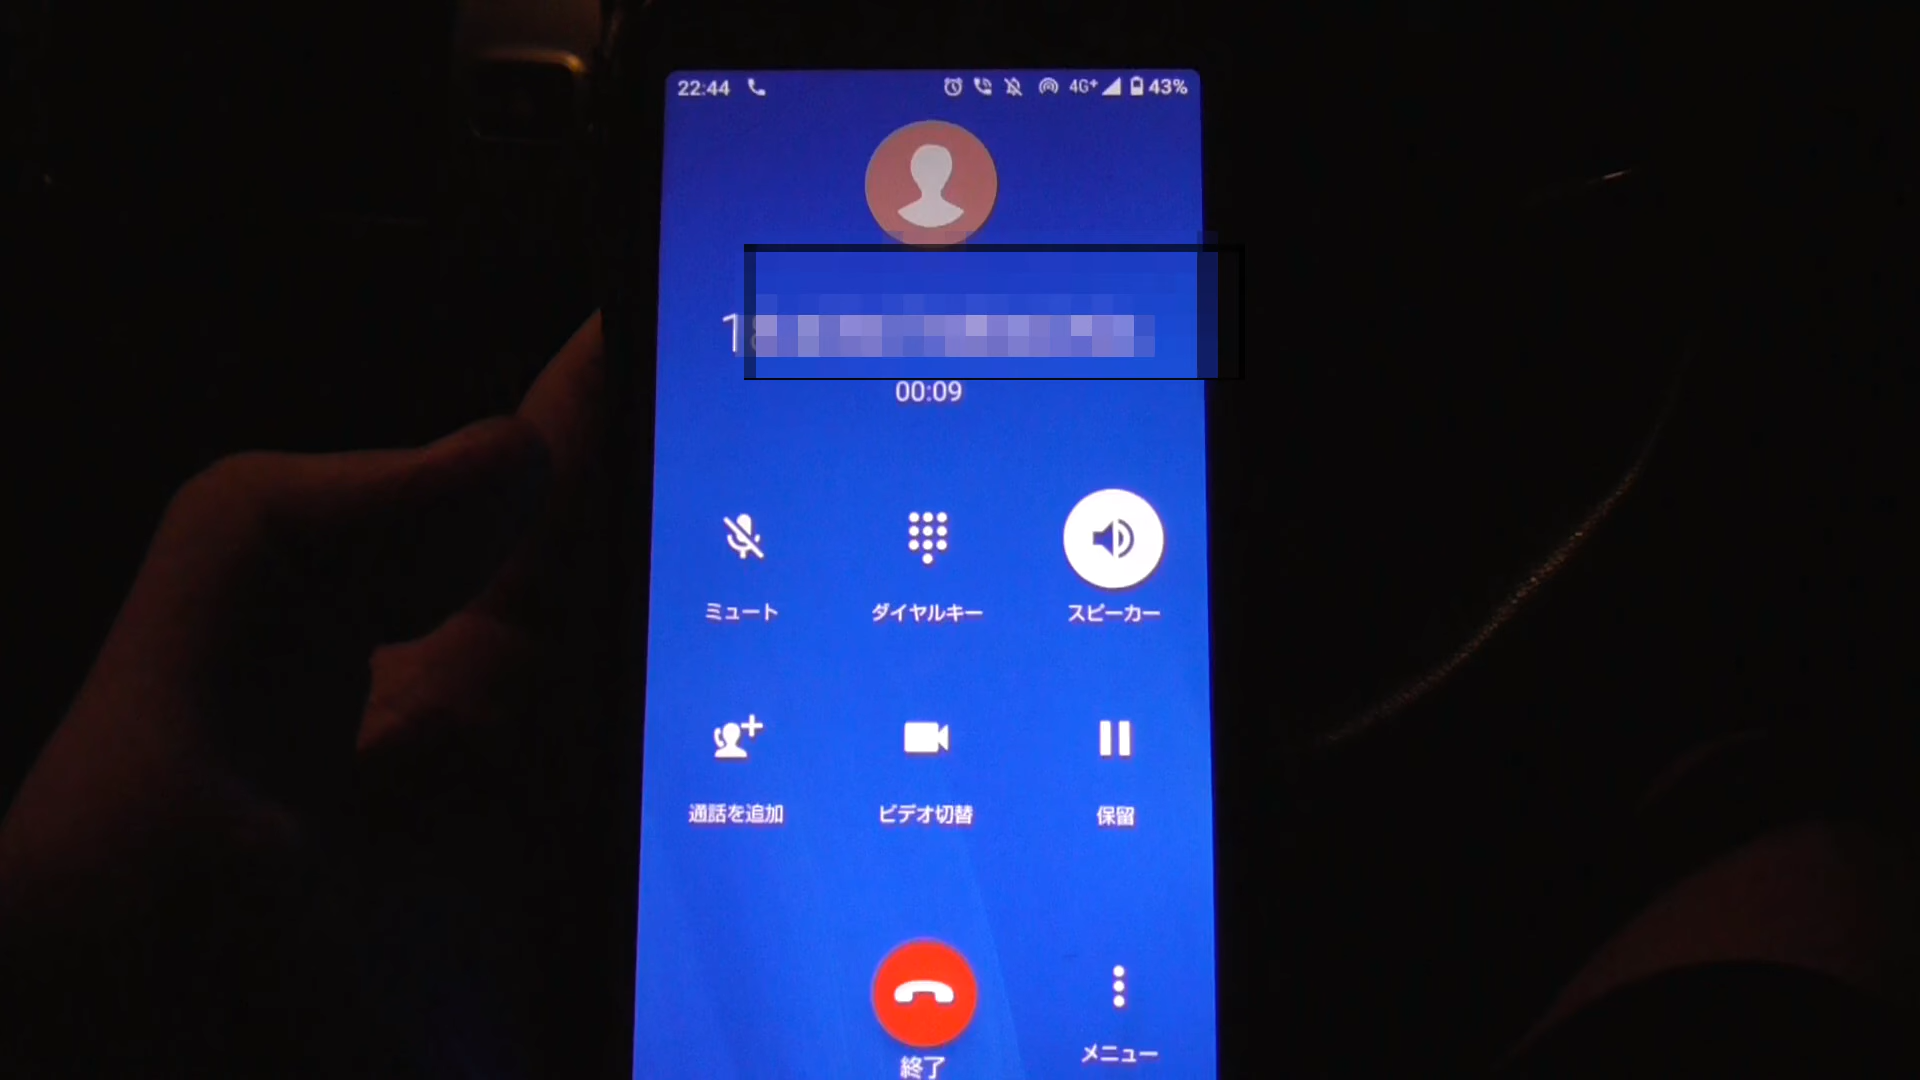 22:44 4G+ 43%
00:09
ミュート ダイヤルキー スピーカー
通話を追加 ビデオ切替 保留
終了 メニュー